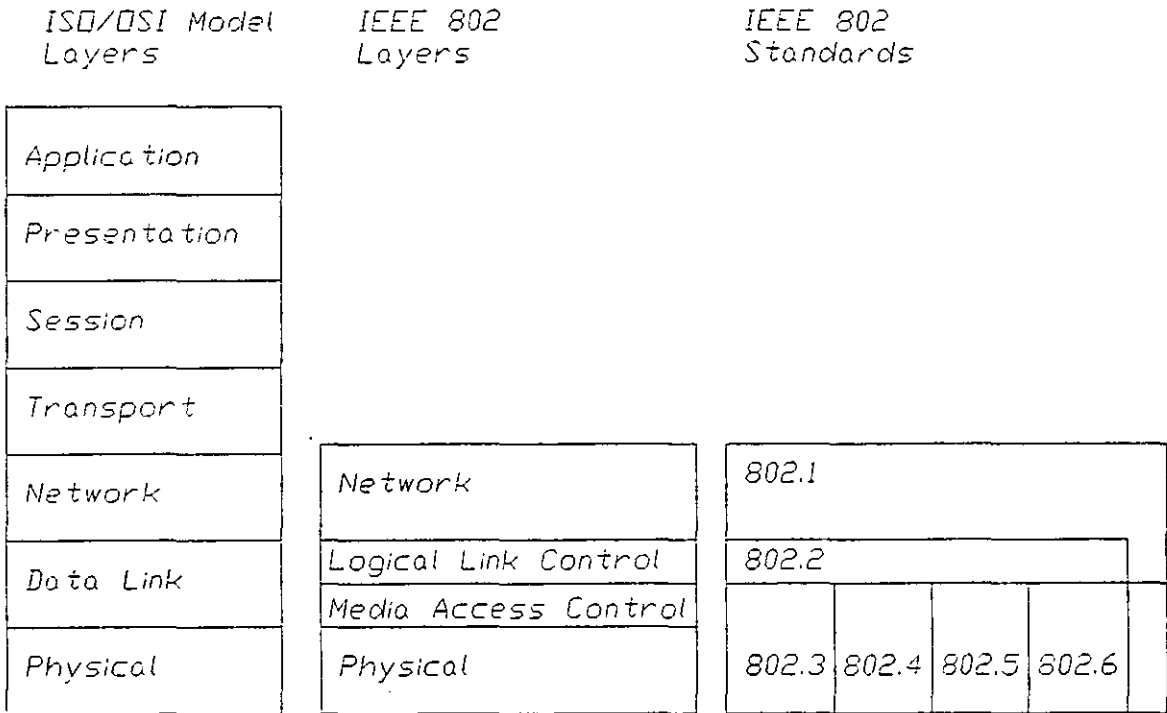 ISO/OSI Model
Layers
IEEE 802
Layers
IEEE 802
Standards
Application
Presentation
Session
Transport
Network
Data Link
Physical
Network
Logical Link Control
Media Access Control
Physical
802.1
802.2
802.3
802.4
802.5
802.6